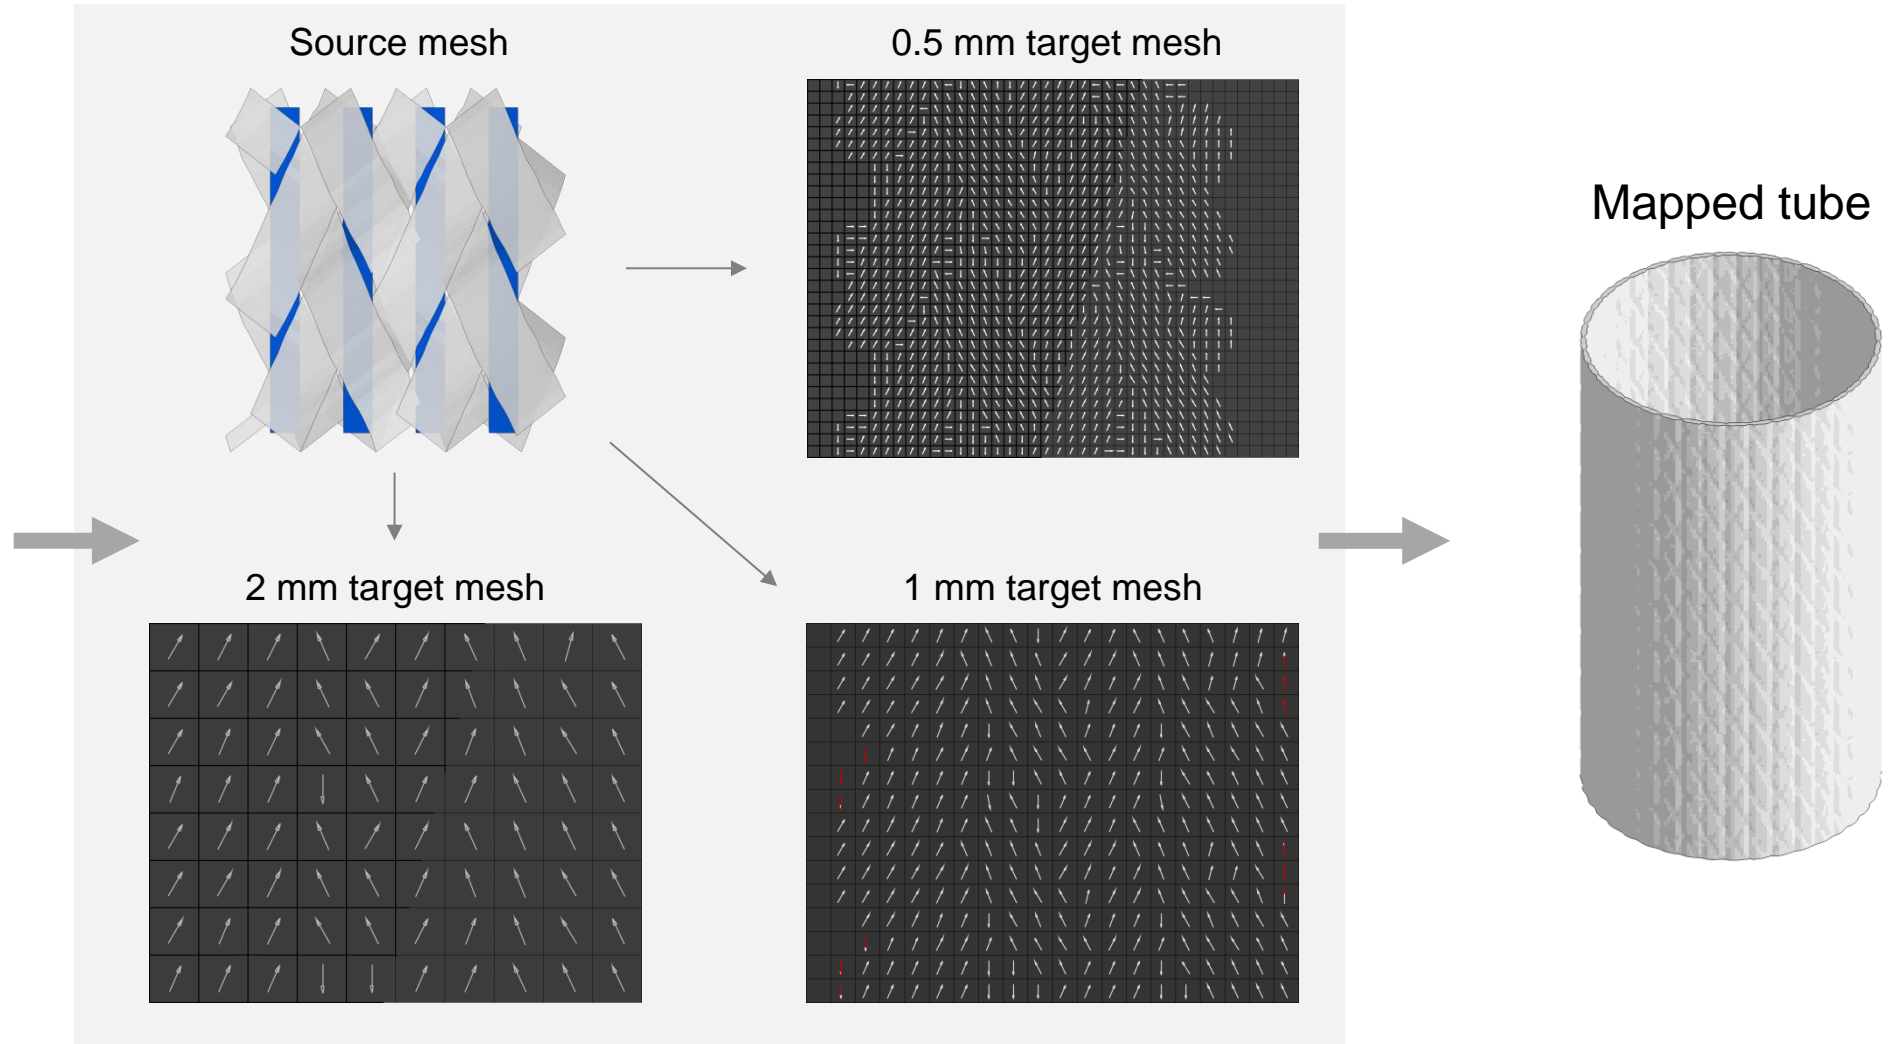 Source mesh
0.5 mm target mesh
Mapped tube
2 mm target mesh
1 mm target mesh